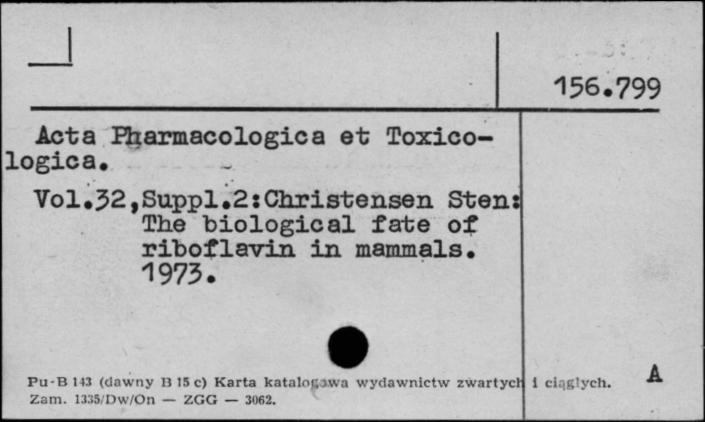 156.799
Acta Pharmacologica et Toxico-
logica.
Vol.32,Suppl.2:Christensen Sten:
The biological fate of
riboflavin in mammals.
1973.
Pu-B 143 (dawny B 15 c) Karta katalogowa wydawnictw zwartych i ciągłych.
Zam. 1335/Dw/On — ZGG — 3062.
A